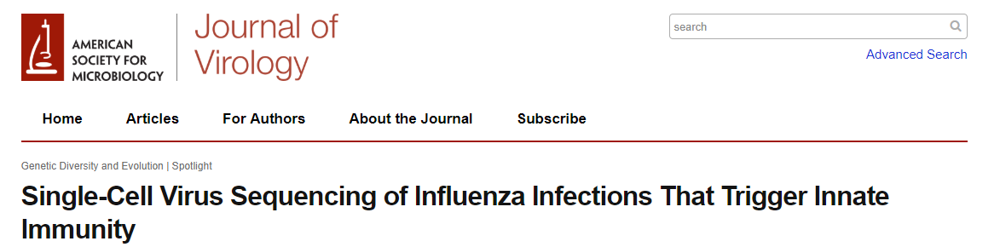 AMERICAN
SOCIETY FOR
MICROBIOLOGY
Journal of
Virology
search
Advanced Search
Home Articles For Authors About the Journal Subscribe
Genetic Diversity and Evolution | Spotlight
Single-Cell Virus Sequencing of Influenza Infections That Trigger Innate
Immunity